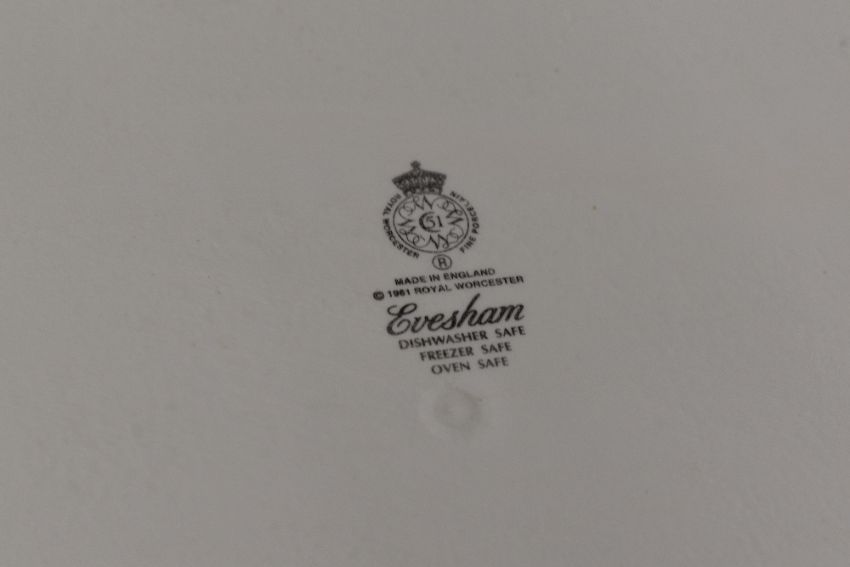 ROYAL WORCESTER
FINE PORCELAIN
51
®
MADE IN ENGLAND
© 1961 ROYAL WORCESTER
Evesham
DISHWASHER SAFE
FREEZER SAFE
OVEN SAFE